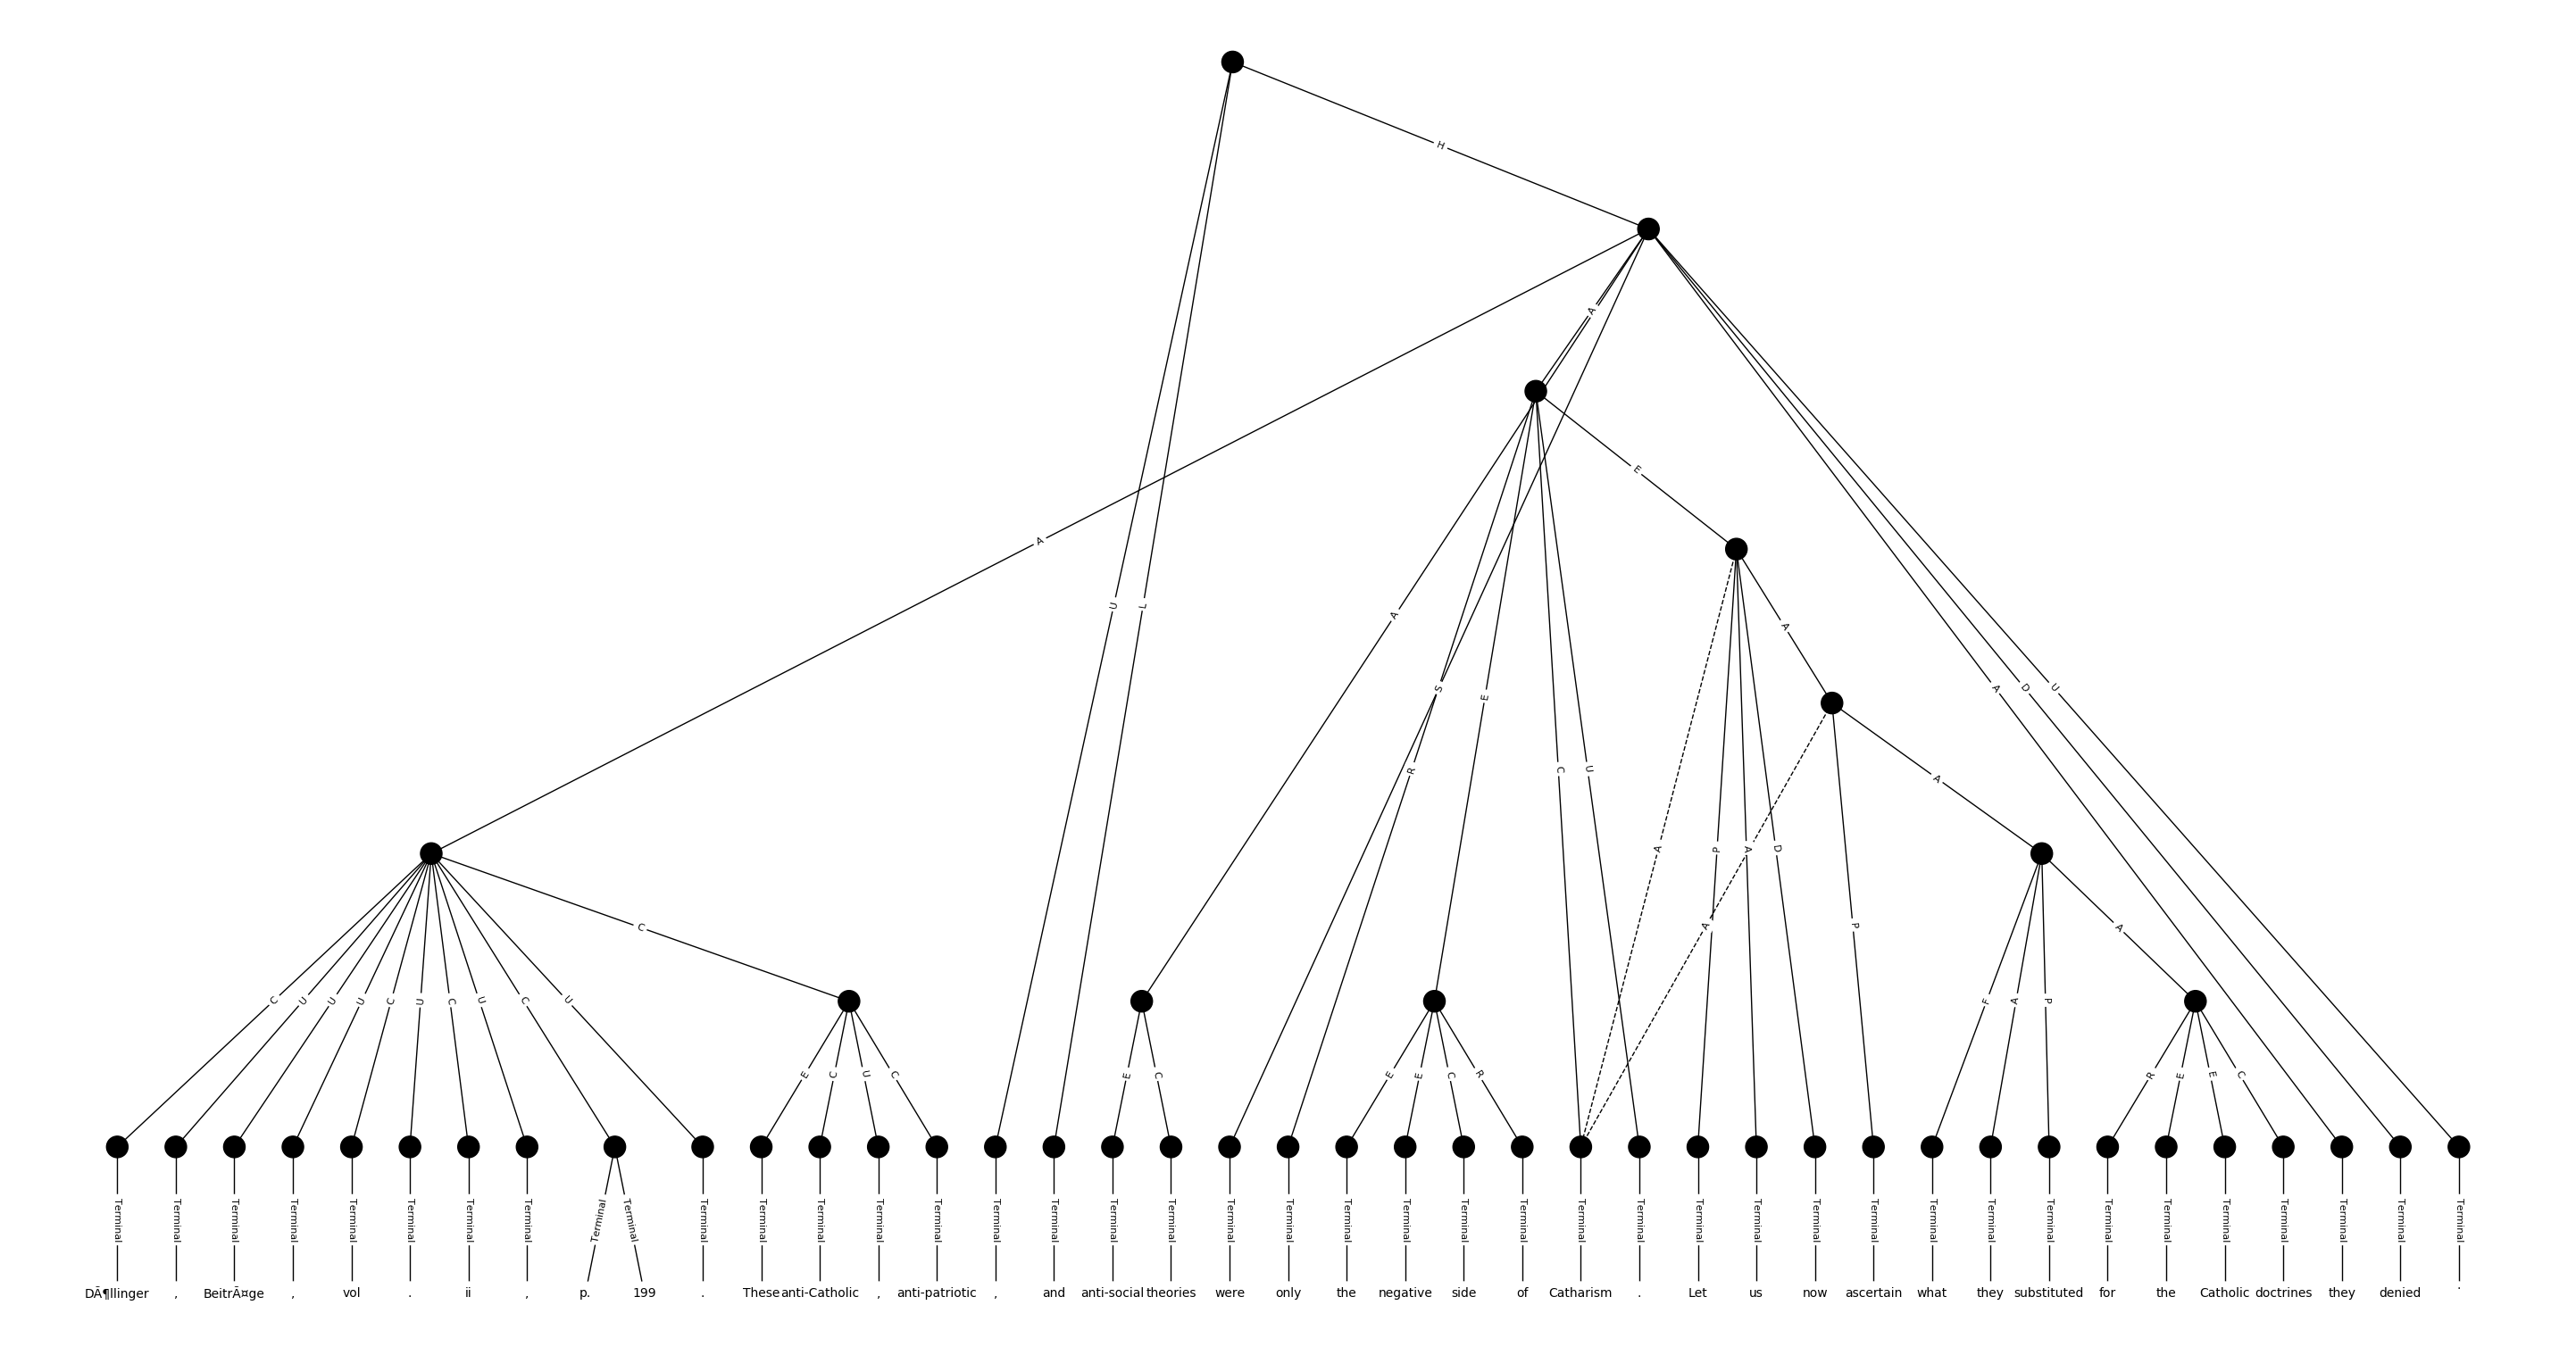 H
A
E
A
A
U L
A
S E
A D U
R C U
A
A P A D
C
A P
A
C U U U C U C U C U
F A P
E C U C
E C
E E C R
R E E C
Terminal Terminal Terminal Terminal Terminal Terminal Terminal Terminal Terminal Terminal Terminal Terminal Terminal Terminal Terminal Terminal Terminal Terminal Terminal Terminal Terminal Terminal Terminal Terminal Terminal Terminal Terminal Terminal Terminal Terminal Terminal Terminal Terminal Terminal Terminal Terminal Terminal Terminal Terminal Terminal Terminal
DÃ¶llinger , BeitrÃ¤ge , vol . ii , p. 199 . These anti-Catholic , anti-patriotic , and anti-social theories were only the negative side of Catharism . Let us now ascertain what they substituted for the Catholic doctrines they denied .